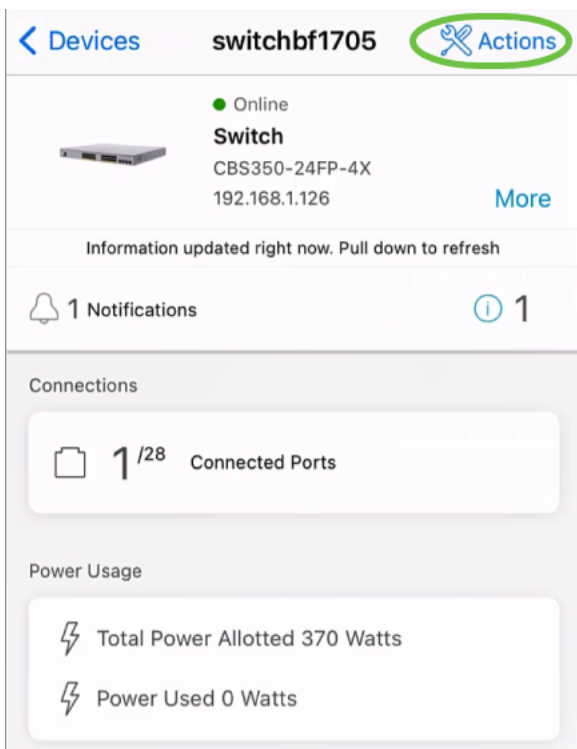 Devices
switchbf1705
Actions
Online
Switch
CBS350-24FP-4X
192.168.1.126
More
Information updated right now. Pull down to refresh
1 Notifications
1
Connections
1/28 Connected Ports
Power Usage
Total Power Allotted 370 Watts
Power Used 0 Watts